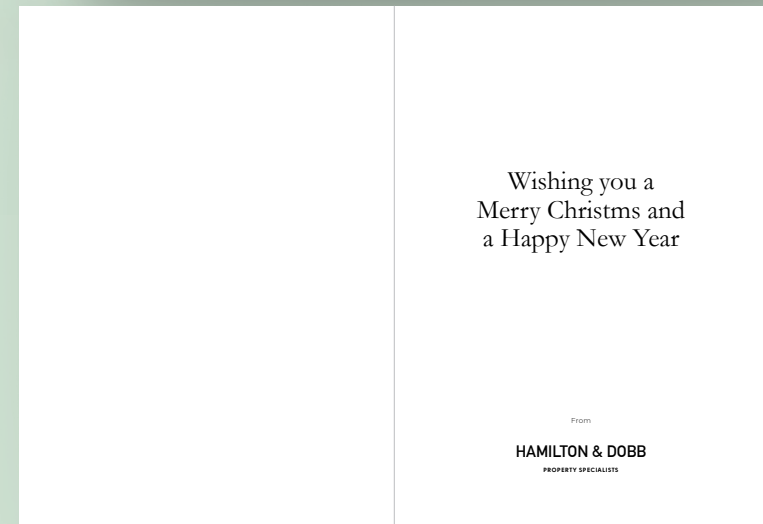 Wishing you a
Merry Christms and
a Happy New Year
From
HAMILTON & DOBB
PROPERTY SPECIALISTS